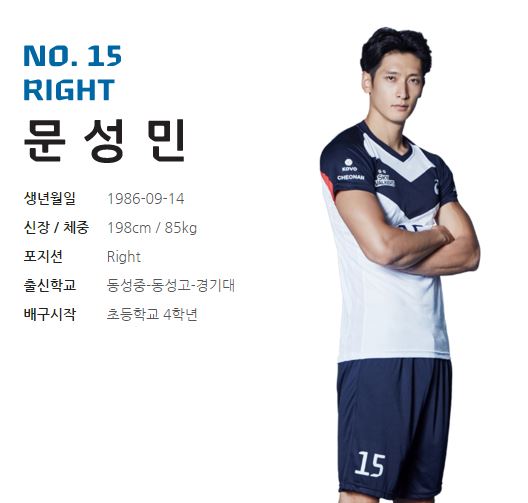 NO. 15
RIGHT
문성민
생년월일 1986-09-14
신장 / 체중 198cm / 85kg
포지션 Right
출신학교 동성중-동성고-경기대
배구시작 초등학교 4학년
KOVO
CHEONAN
SKY
WALKERS
15